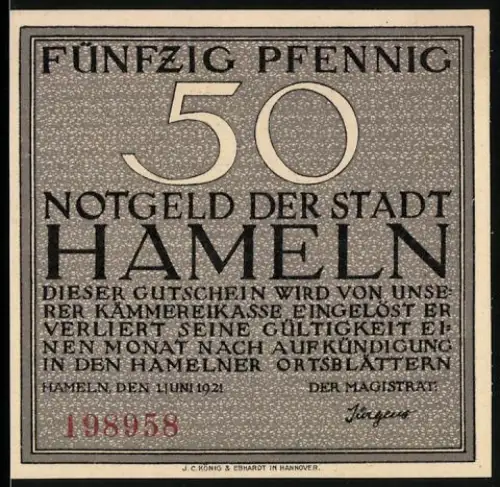 FÜNFZIG PFENNIG
50
NOTGELD DER STADT
HAMELN
DIESER GUTSCHEIN WIRD VON UNSE-
RER KÄMMEREIKASSE EINGELÖST ER
VERLIERT SEINE GÜLTIGKEIT EI-
NEN MONAT NACH AUFKÜNDIGUNG
IN DEN HAMELNER ORTSBLÄTTERN
HAMELN, DEN 1.JUNI 1921 DER MAGISTRAT:
198958 Jürgens
J. C. KÖNIG & EBHARDT IN HANNOVER.